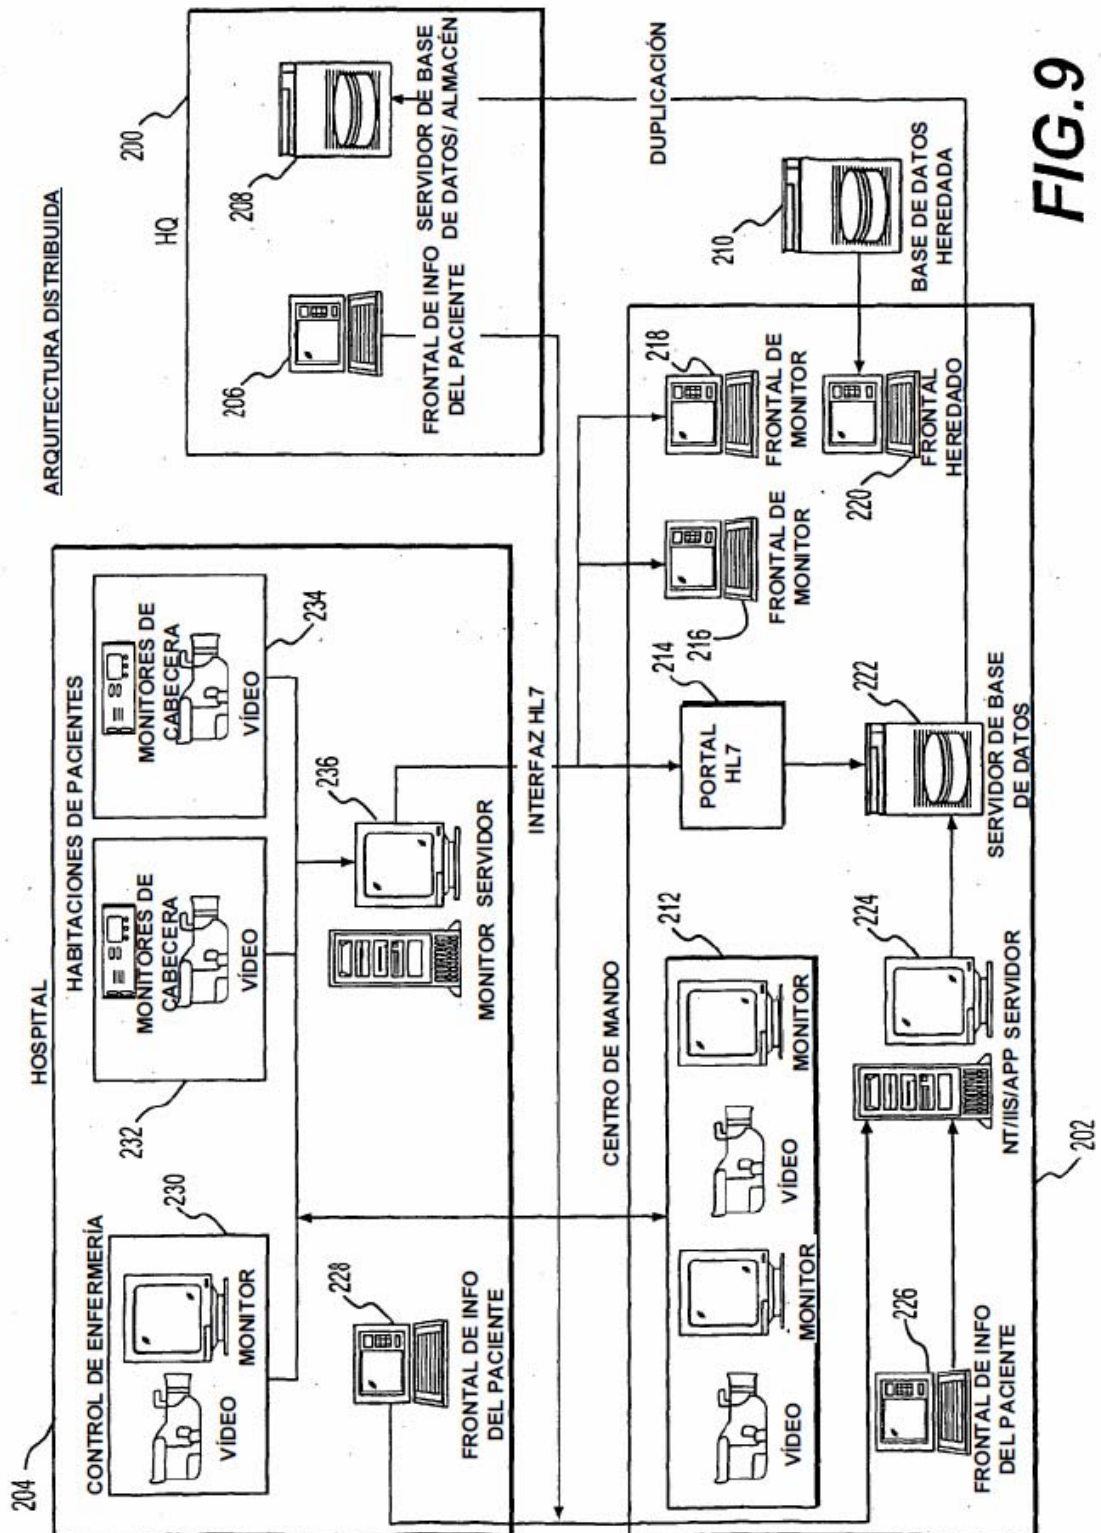 ARQUITECTURA DISTRIBUIDA
HOSPITAL
204
CONTROL DE ENFERMERÍA
230
VÍDEO
MONITOR
HABITACIONES DE PACIENTES
232
MONITORES DE
CABECERA
VÍDEO
MONITORES DE
CABECERA
VÍDEO
234
228
FRONTAL DE INFO
DEL PACIENTE
236
MONITOR SERVIDOR
HQ
200
206
FRONTAL DE INFO
DEL PACIENTE
208
SERVIDOR DE BASE
DE DATOS/ ALMACÉN
INTERFAZ HL7
DUPLICACIÓN
CENTRO DE MANDO
212
VÍDEO
MONITOR
VÍDEO
MONITOR
214
PORTAL
HL7
216
FRONTAL DE
MONITOR
218
FRONTAL DE
MONITOR
220
FRONTAL
HEREDADO
210
BASE DE DATOS
HEREDADA
226
FRONTAL DE INFO
DEL PACIENTE
224
NT/IIS/APP SERVIDOR
222
SERVIDOR DE BASE
DE DATOS
202
FIG.9